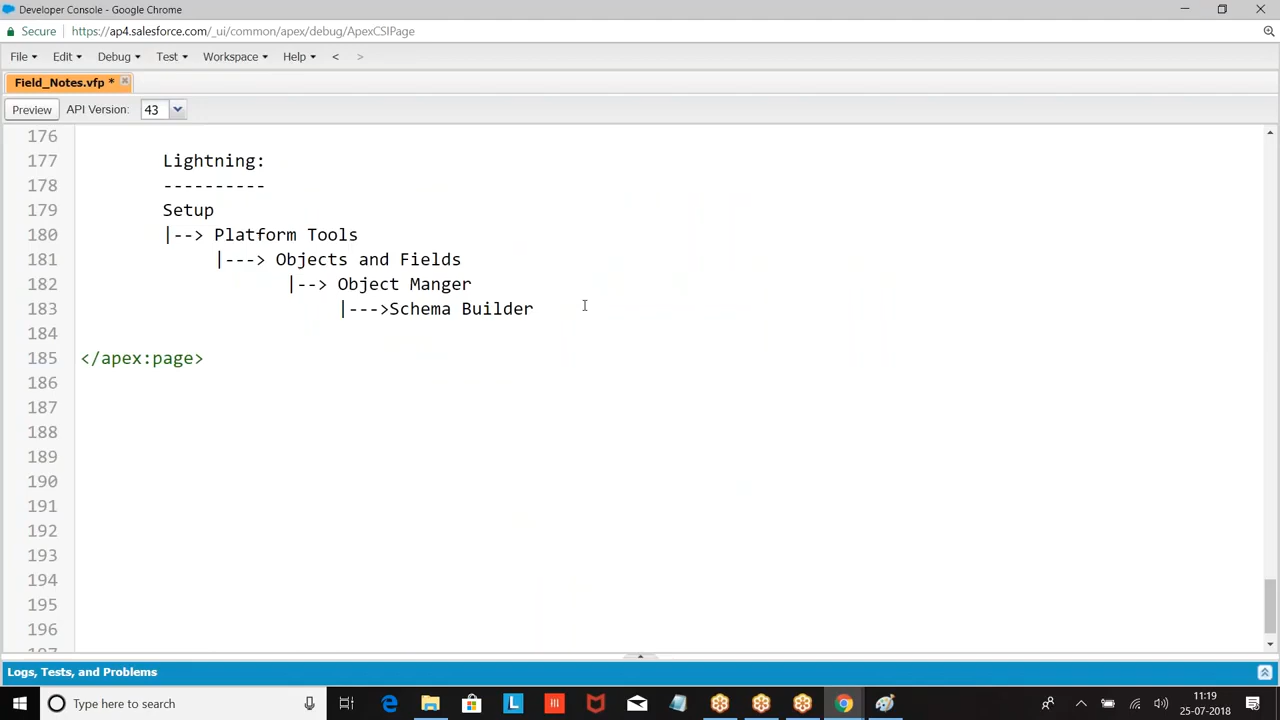 Developer Console - Google Chrome
Secure https://ap4.salesforce.com/_ui/common/apex/debug/ApexCSIPage
File Edit Debug Test Workspace Help < >
Field_Notes.vfp *
Preview API Version: 43
176
177 Lightning:
178 ----------
179 Setup
180 |--> Platform Tools
181 |---> Objects and Fields
182 |--> Object Manger
183 |--->Schema Builder
184
185 </apex:page>
186
187
188
189
190
191
192
193
194
195
196
197
Logs, Tests, and Problems
Type here to search
11:19
25-07-2018